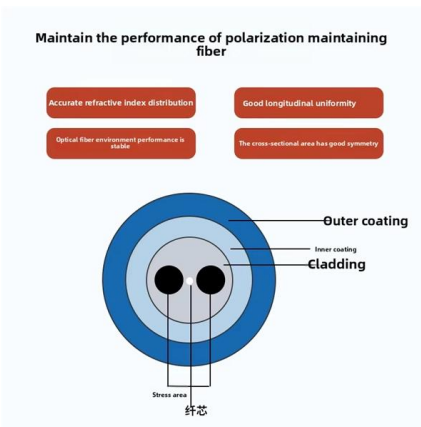 Maintain the performance of polarization maintaining
fiber
Accurate refractive index distribution
Good longitudinal uniformity
Optical fiber environment performance is
stable
The cross-sectional area has good symmetry
Outer coating
Inner coating
Cladding
Stress area
纤芯